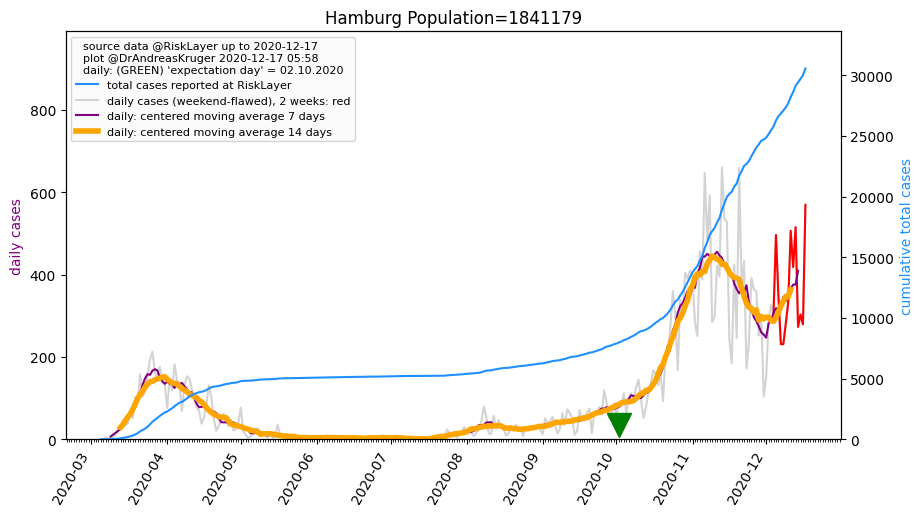 Hamburg Population=1841179
source data @RiskLayer up to 2020-12-17
plot @DrAndreasKruger 2020-12-17 05:58
daily: (GREEN) 'expectation day' = 02.10.2020
total cases reported at RiskLayer
daily cases (weekend-flawed), 2 weeks: red
daily: centered moving average 7 days
daily: centered moving average 14 days
daily cases
800
600
400
200
0
cumulative total cases
30000
25000
20000
15000
10000
5000
0
2020-03
2020-04
2020-05
2020-06
2020-07
2020-08
2020-09
2020-10
2020-11
2020-12